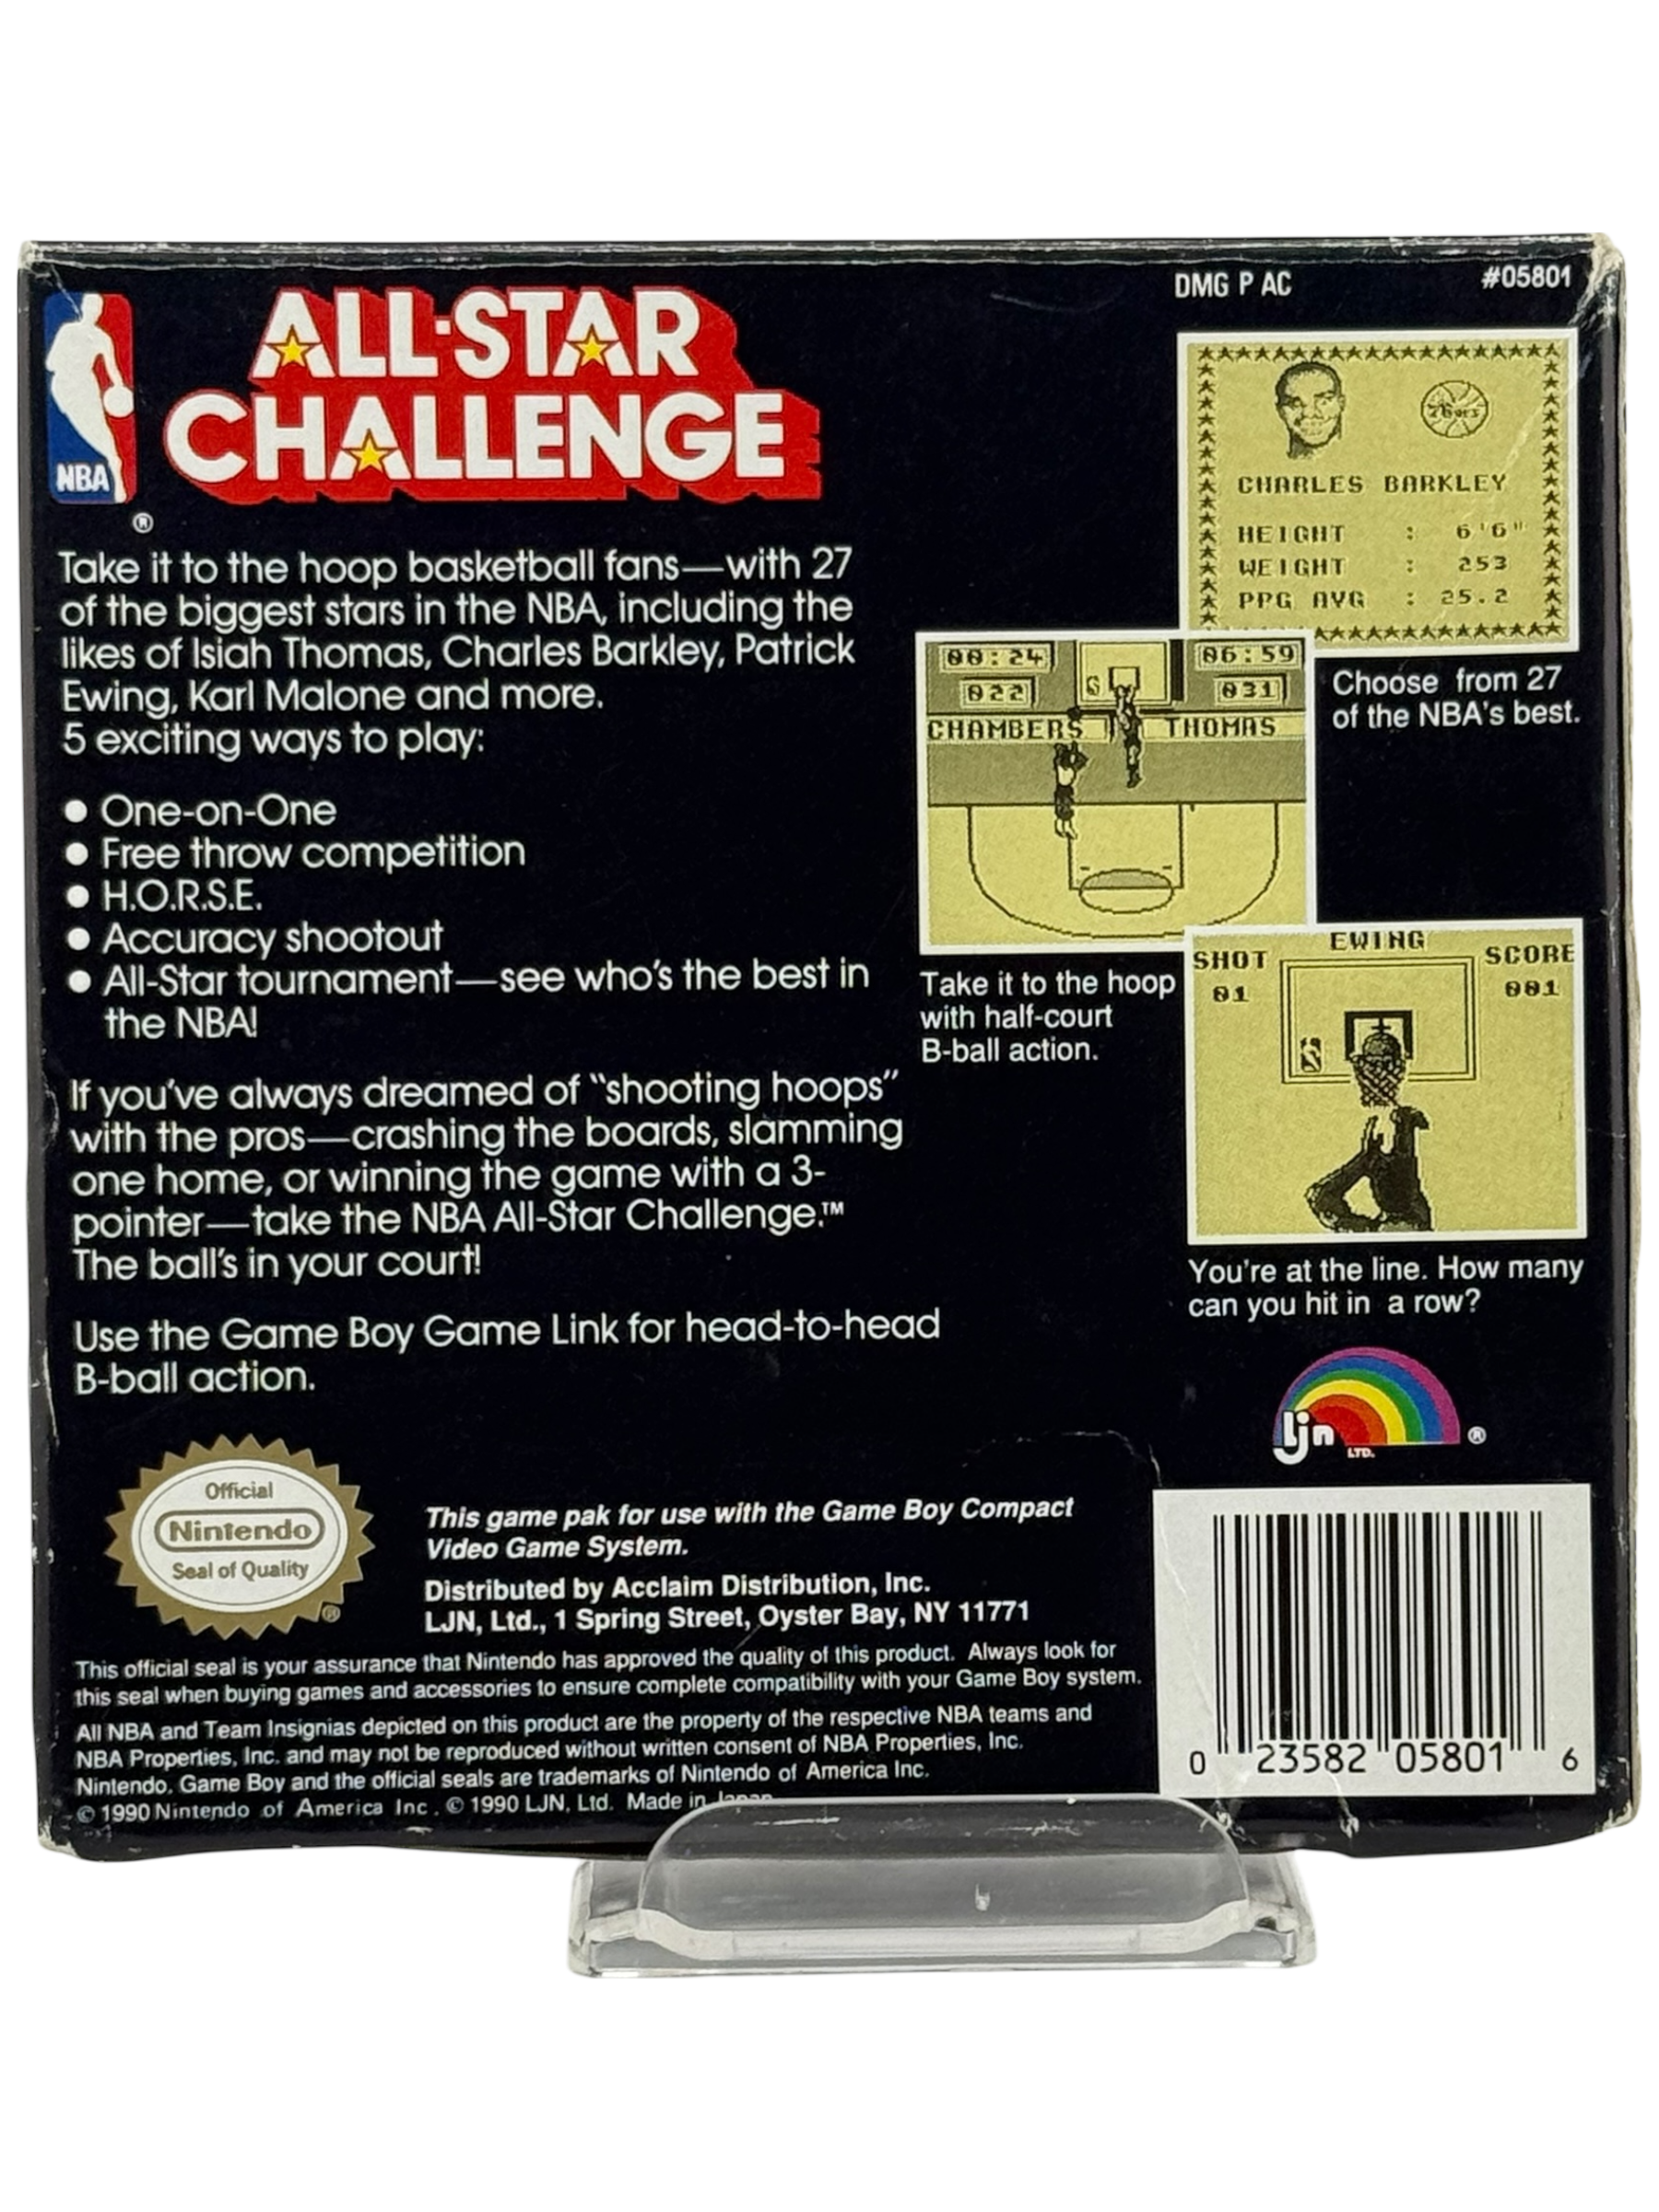 DMG P AC
#05801
NBA
®
ALL·STAR
CHALLENGE
Take it to the hoop basketball fans—with 27
of the biggest stars in the NBA, including the
likes of Isiah Thomas, Charles Barkley, Patrick
Ewing, Karl Malone and more.
5 exciting ways to play:
● One-on-One
● Free throw competition
● H.O.R.S.E.
● Accuracy shootout
● All-Star tournament—see who's the best in
the NBA!
If you've always dreamed of "shooting hoops"
with the pros—crashing the boards, slamming
one home, or winning the game with a 3-
pointer—take the NBA All-Star Challenge.™
The ball's in your court!
Use the Game Boy Game Link for head-to-head
B-ball action.
76ers
CHARLES BARKLEY
HEIGHT : 6'6"
WEIGHT : 253
PPG AVG : 25.2
Choose from 27
of the NBA's best.
00:24 06:59
022 031
CHAMBERS THOMAS
Take it to the hoop
with half-court
B-ball action.
EWING
SHOT SCORE
01 001
You're at the line. How many
can you hit in a row?
ljn
LTD. ®
Official
Nintendo
Seal of Quality
®
This game pak for use with the Game Boy Compact
Video Game System.
Distributed by Acclaim Distribution, Inc.
LJN, Ltd., 1 Spring Street, Oyster Bay, NY 11771
This official seal is your assurance that Nintendo has approved the quality of this product. Always look for
this seal when buying games and accessories to ensure complete compatibility with your Game Boy system.
All NBA and Team Insignias depicted on this product are the property of the respective NBA teams and
NBA Properties, Inc. and may not be reproduced without written consent of NBA Properties, Inc.
Nintendo, Game Boy and the official seals are trademarks of Nintendo of America Inc.
© 1990 Nintendo of America Inc. © 1990 LJN, Ltd. Made in Japan
0 23582 05801 6